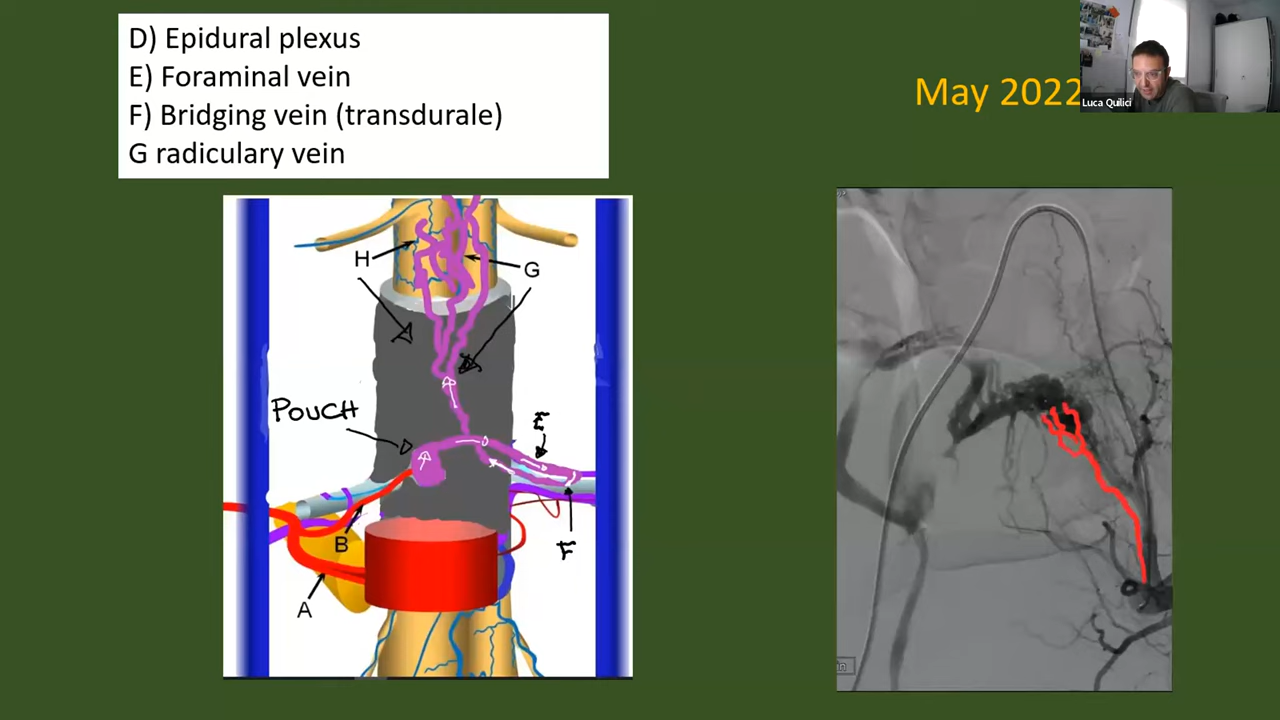 D) Epidural plexus
E) Foraminal vein
F) Bridging vein (transdurale)
G radiculary vein
May 2022
Luca Quilici
H
G
POUCH
E
B
F
A